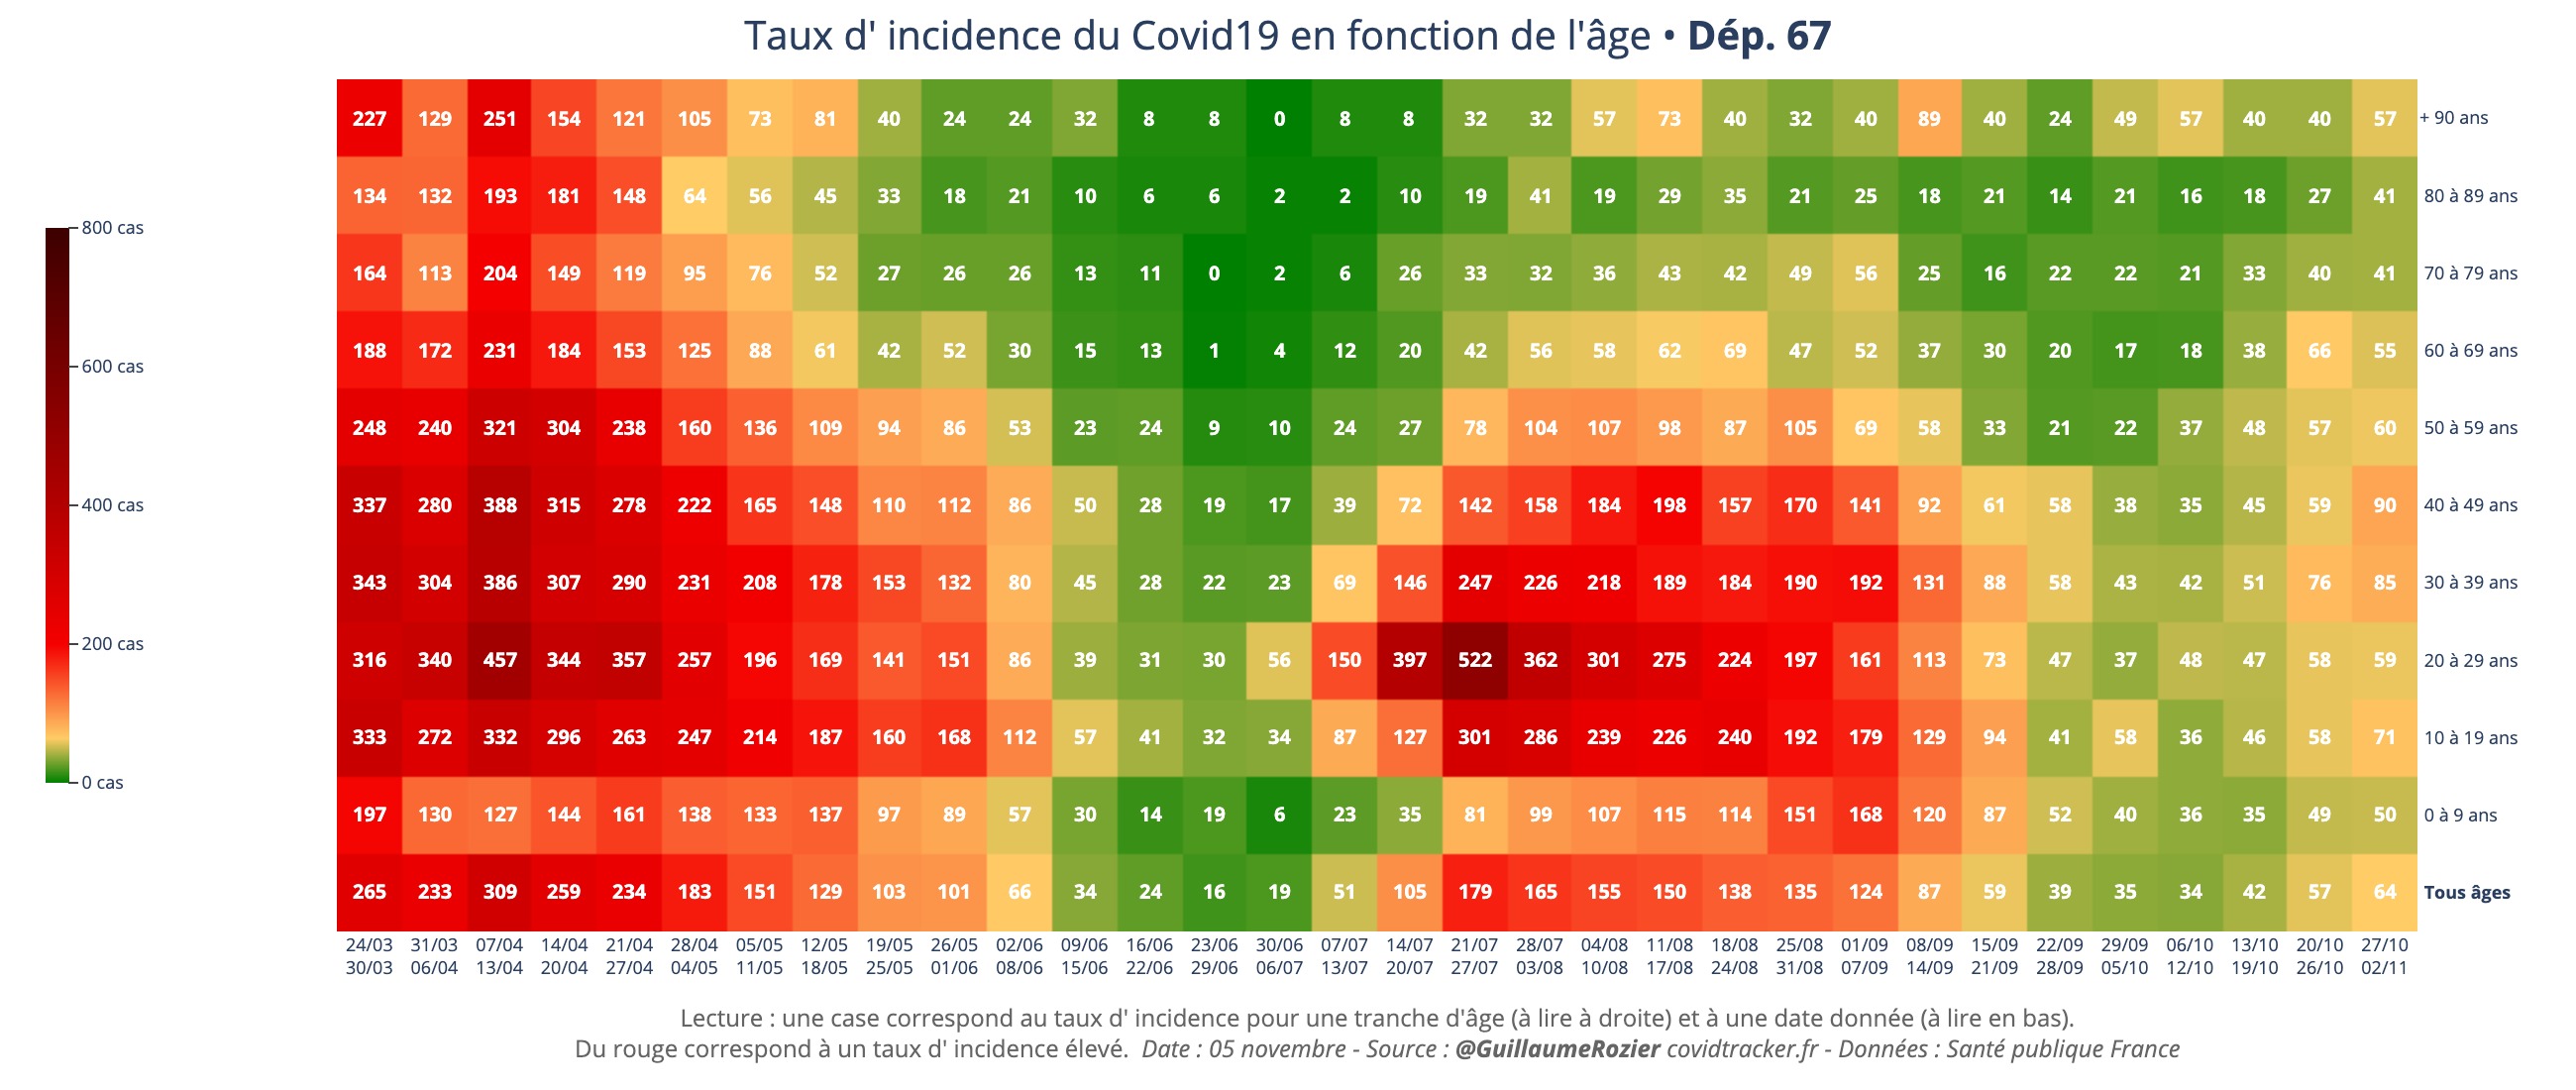 Taux d' incidence du Covid19 en fonction de l'âge • Dép. 67
800 cas
600 cas
400 cas
200 cas
0 cas
227 129 251 154 121 105 73 81 40 24 24 32 8 8 0 8 8 32 32 57 73 40 32 40 89 40 24 49 57 40 40 57 + 90 ans
134 132 193 181 148 64 56 45 33 18 21 10 6 6 2 2 10 19 41 19 29 35 21 25 18 21 14 21 16 18 27 41 80 à 89 ans
164 113 204 149 119 95 76 52 27 26 26 13 11 0 2 6 26 33 32 36 43 42 49 56 25 16 22 22 21 33 40 41 70 à 79 ans
188 172 231 184 153 125 88 61 42 52 30 15 13 1 4 12 20 42 56 58 62 69 47 52 37 30 20 17 18 38 66 55 60 à 69 ans
248 240 321 304 238 160 136 109 94 86 53 23 24 9 10 24 27 78 104 107 98 87 105 69 58 33 21 22 37 48 57 60 50 à 59 ans
337 280 388 315 278 222 165 148 110 112 86 50 28 19 17 39 72 142 158 184 198 157 170 141 92 61 58 38 35 45 59 90 40 à 49 ans
343 304 386 307 290 231 208 178 153 132 80 45 28 22 23 69 146 247 226 218 189 184 190 192 131 88 58 43 42 51 76 85 30 à 39 ans
316 340 457 344 357 257 196 169 141 151 86 39 31 30 56 150 397 522 362 301 275 224 197 161 113 73 47 37 48 47 58 59 20 à 29 ans
333 272 332 296 263 247 214 187 160 168 112 57 41 32 34 87 127 301 286 239 226 240 192 179 129 94 41 58 36 46 58 71 10 à 19 ans
197 130 127 144 161 138 133 137 97 89 57 30 14 19 6 23 35 81 99 107 115 114 151 168 120 87 52 40 36 35 49 50 0 à 9 ans
265 233 309 259 234 183 151 129 103 101 66 34 24 16 19 51 105 179 165 155 150 138 135 124 87 59 39 35 34 42 57 64 Tous âges
24/03 31/03 07/04 14/04 21/04 28/04 05/05 12/05 19/05 26/05 02/06 09/06 16/06 23/06 30/06 07/07 14/07 21/07 28/07 04/08 11/08 18/08 25/08 01/09 08/09 15/09 22/09 29/09 06/10 13/10 20/10 27/10
30/03 06/04 13/04 20/04 27/04 04/05 11/05 18/05 25/05 01/06 08/06 15/06 22/06 29/06 06/07 13/07 20/07 27/07 03/08 10/08 17/08 24/08 31/08 07/09 14/09 21/09 28/09 05/10 12/10 19/10 26/10 02/11
Lecture : une case correspond au taux d' incidence pour une tranche d'âge (à lire à droite) et à une date donnée (à lire en bas).
Du rouge correspond à un taux d' incidence élevé. Date : 05 novembre - Source : @GuillaumeRozier covidtracker.fr - Données : Santé publique France